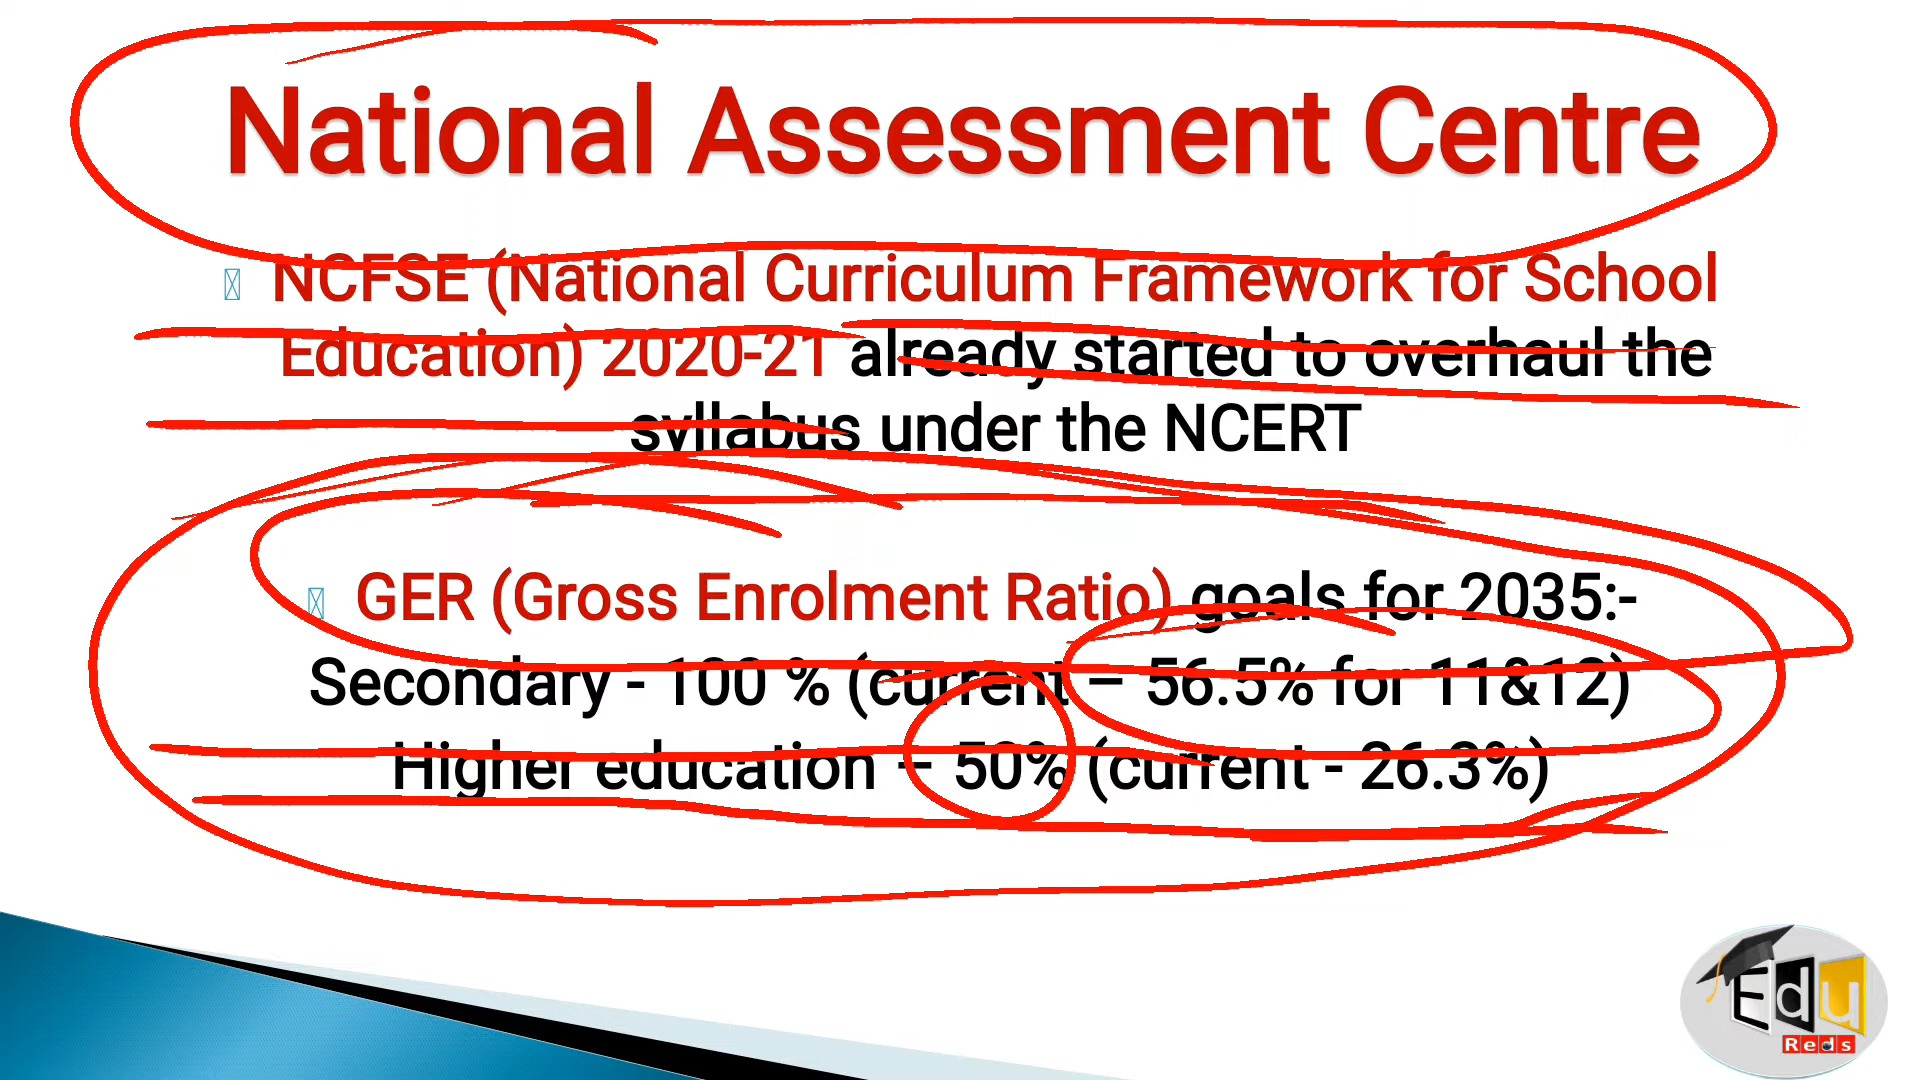 National Assessment Centre
NCFSE (National Curriculum Framework for School
Education) 2020-21 already started to overhaul the
syllabus under the NCERT
GER (Gross Enrolment Ratio) goals for 2035:-
Secondary - 100 % (current – 56.5% for 11&12)
Higher education – 50% (current - 26.3%)
Edu
Reds